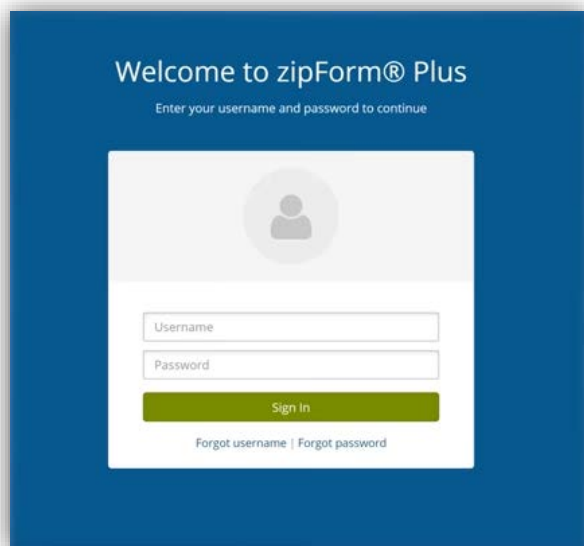 Welcome to zipForm® Plus
Enter your username and password to continue
Username
Password
Sign In
Forgot username | Forgot password